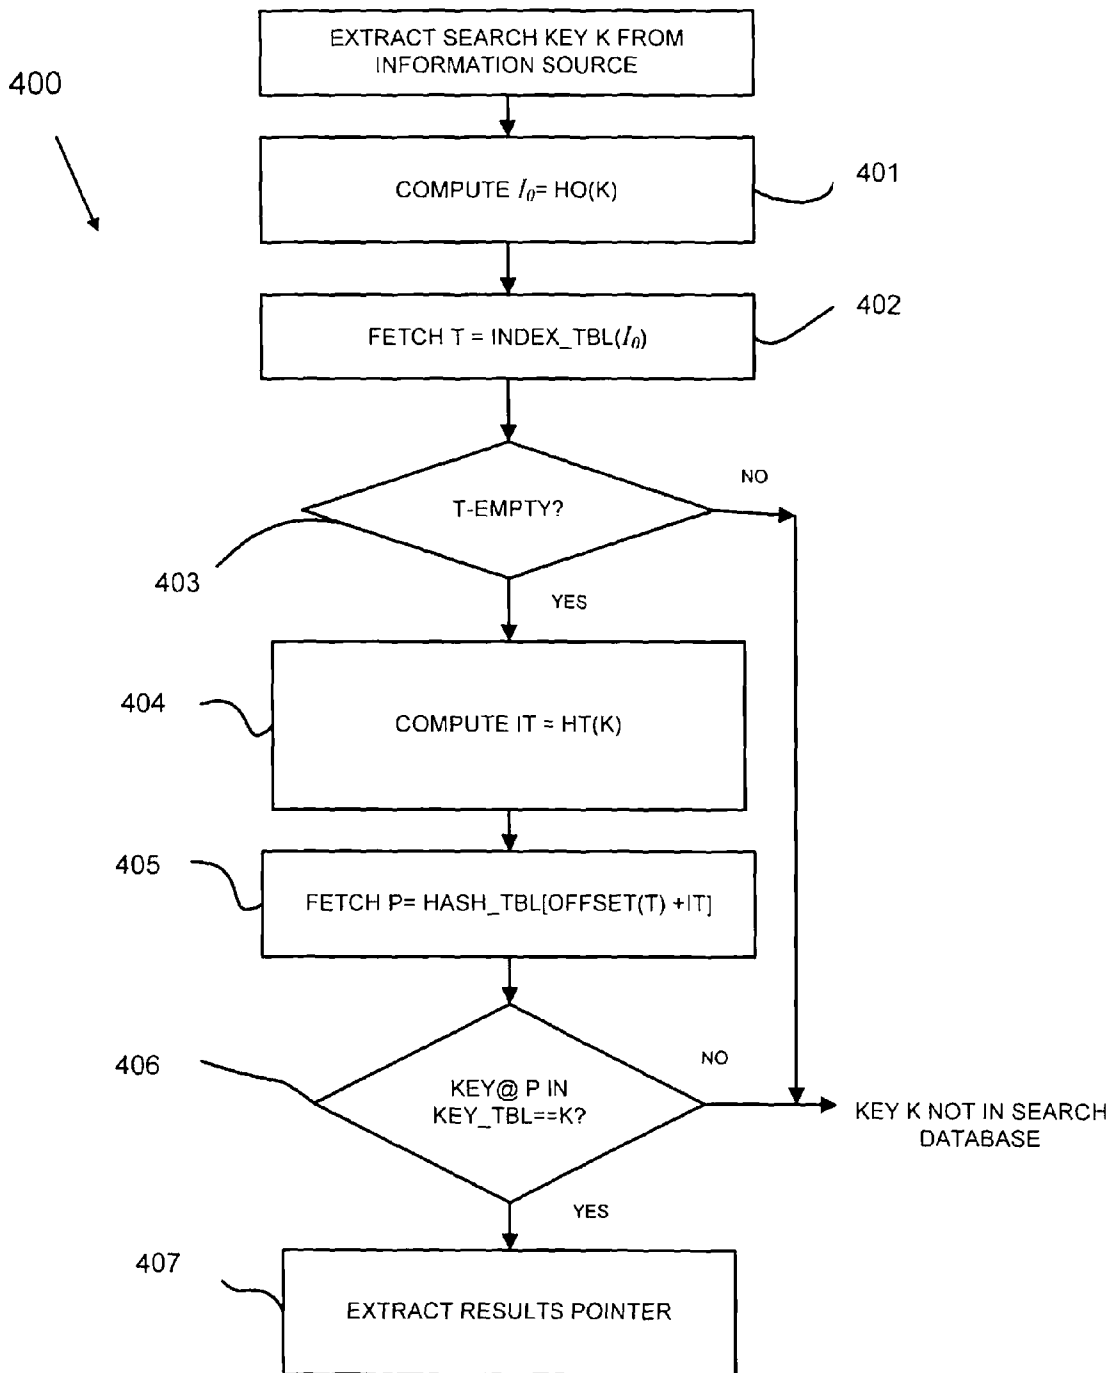 EXTRACT SEARCH KEY K FROM
INFORMATION SOURCE
400
COMPUTE I0= HO(K)
401
FETCH T = INDEX_TBL(I0)
402
T-EMPTY?
NO
403
YES
404
COMPUTE IT = HT(K)
405
FETCH P= HASH_TBL[OFFSET(T) +IT]
406
KEY@ P IN
KEY_TBL==K?
NO
KEY K NOT IN SEARCH
DATABASE
YES
407
EXTRACT RESULTS POINTER